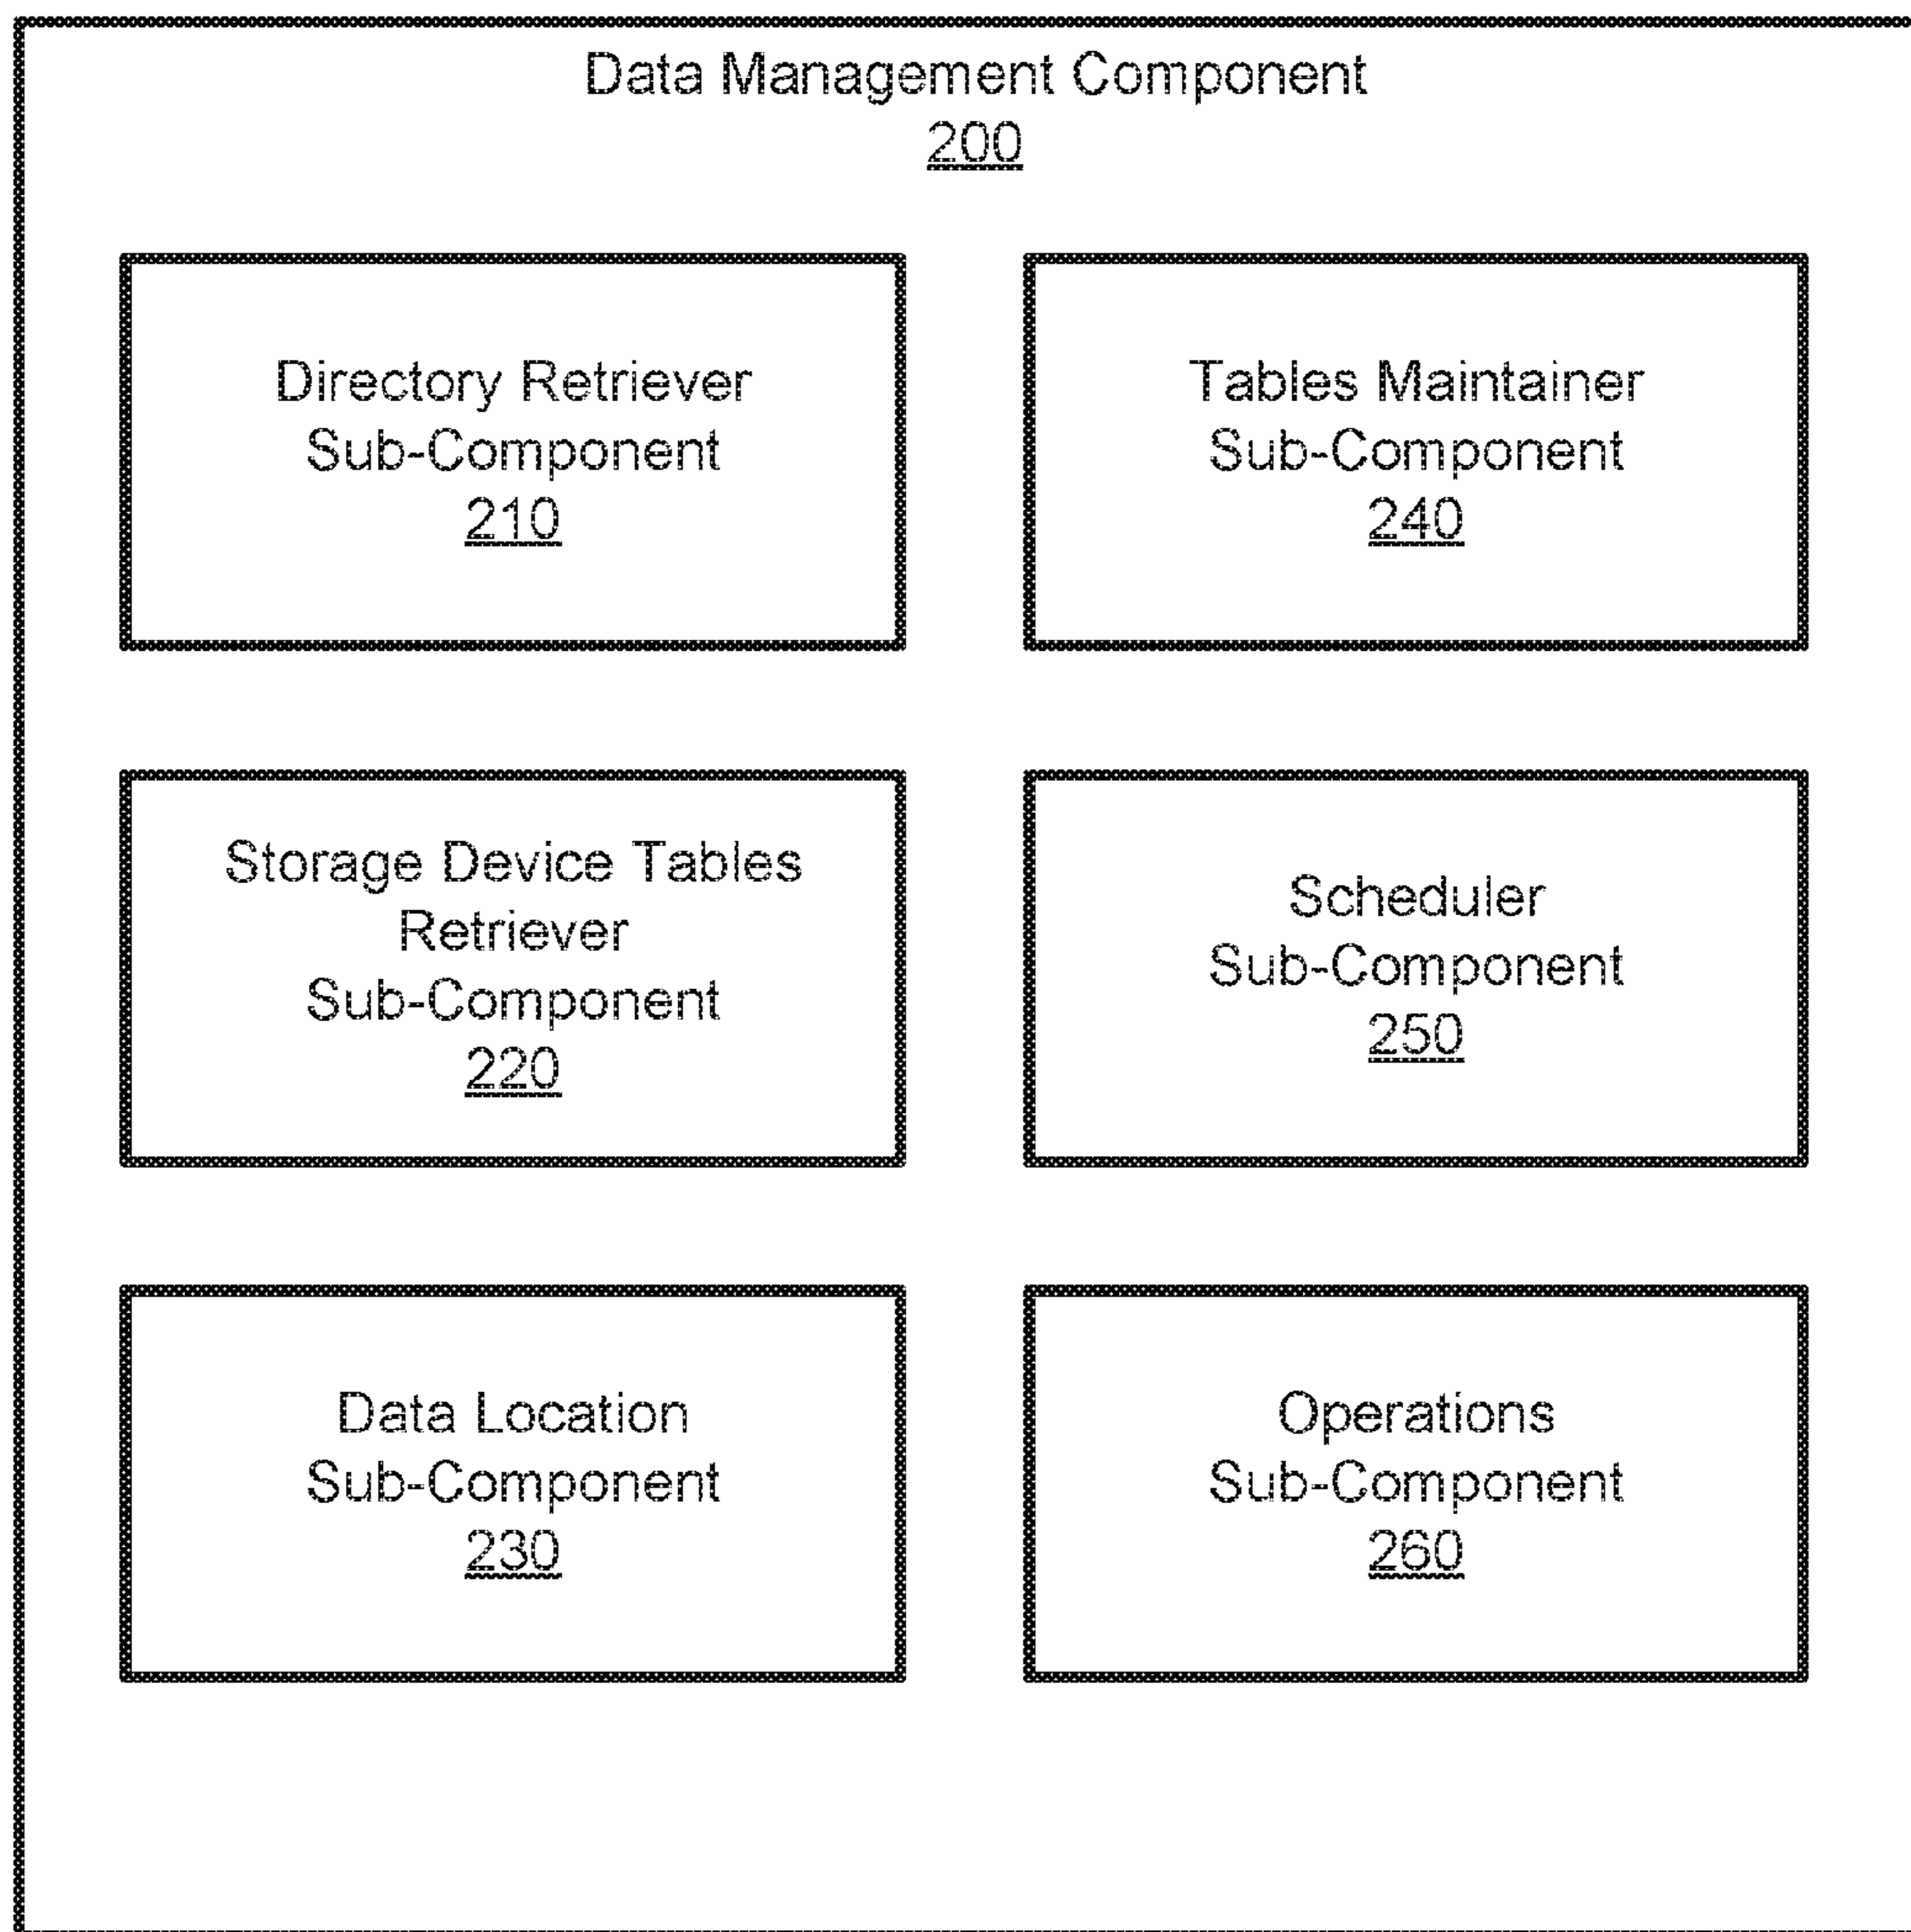 Data Management Component
200
Directory Retriever
Sub-Component
210
Tables Maintainer
Sub-Component
240
Storage Device Tables
Retriever
Sub-Component
220
Scheduler
Sub-Component
250
Data Location
Sub-Component
230
Operations
Sub-Component
260